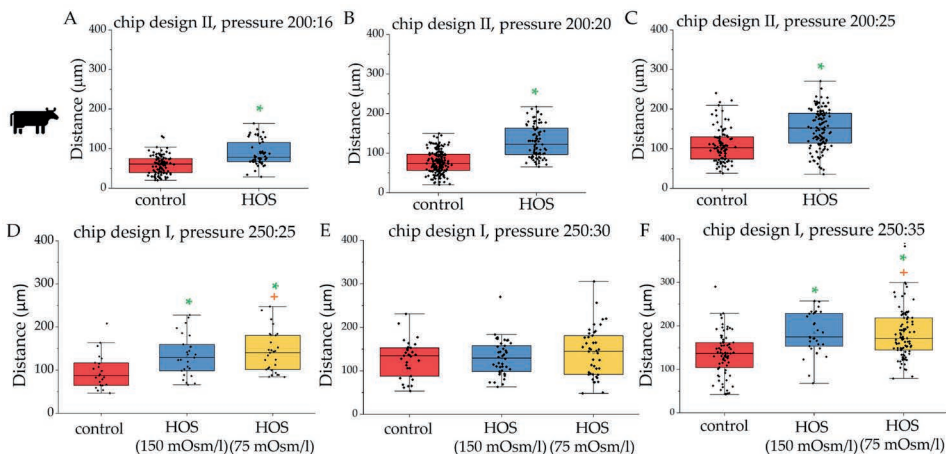 A
chip design II, pressure 200:16
Distance (µm)
400
300
200
100
0
control
HOS
*
B
chip design II, pressure 200:20
Distance (µm)
400
300
200
100
0
control
HOS
*
C
chip design II, pressure 200:25
Distance (µm)
400
300
200
100
0
control
HOS
*
D
chip design I, pressure 250:25
Distance (µm)
400
300
200
100
0
control
HOS
(150 mOsm/l)
HOS
(75 mOsm/l)
*
*
+
E
chip design I, pressure 250:30
Distance (µm)
400
300
200
100
0
control
HOS
(150 mOsm/l)
HOS
(75 mOsm/l)
F
chip design I, pressure 250:35
Distance (µm)
400
300
200
100
0
control
HOS
(150 mOsm/l)
HOS
(75 mOsm/l)
*
*
+